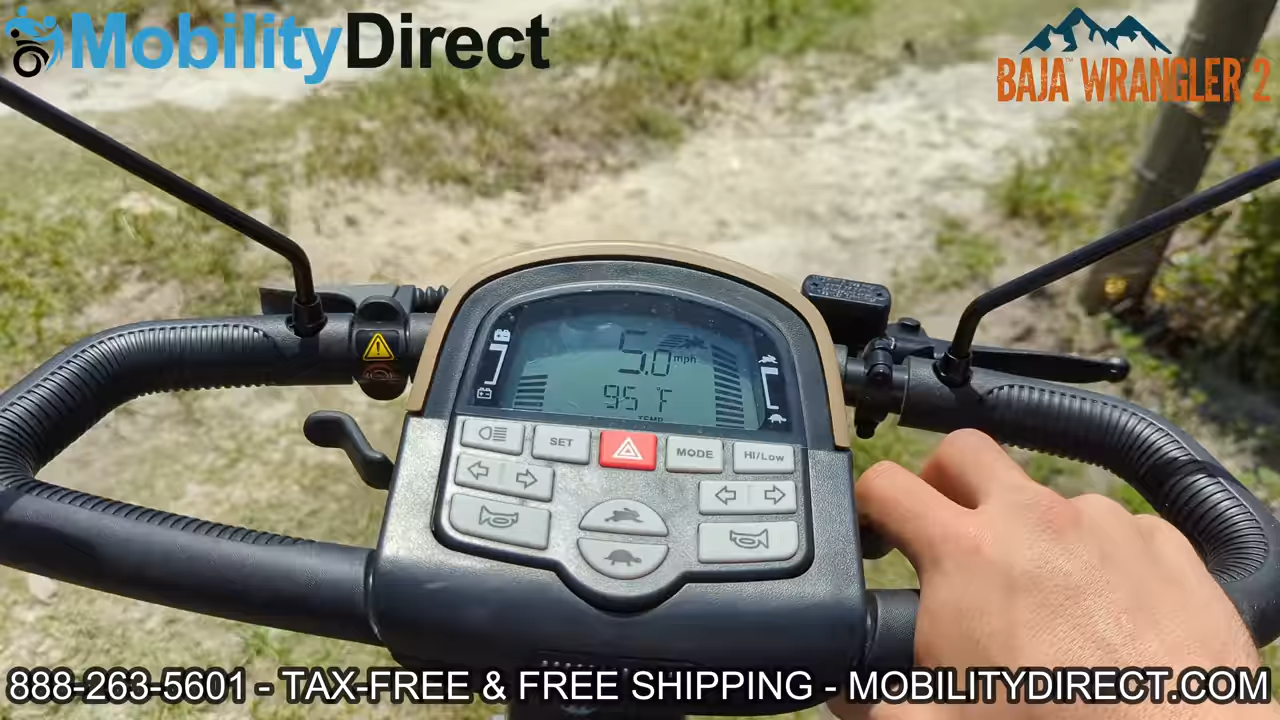 MobilityDirect
BAJA™ WRANGLER 2
5.0 mph
95 °F
TEMP
SET
MODE
HI/LOW
888-263-5601 - TAX-FREE & FREE SHIPPING - MOBILITYDIRECT.COM